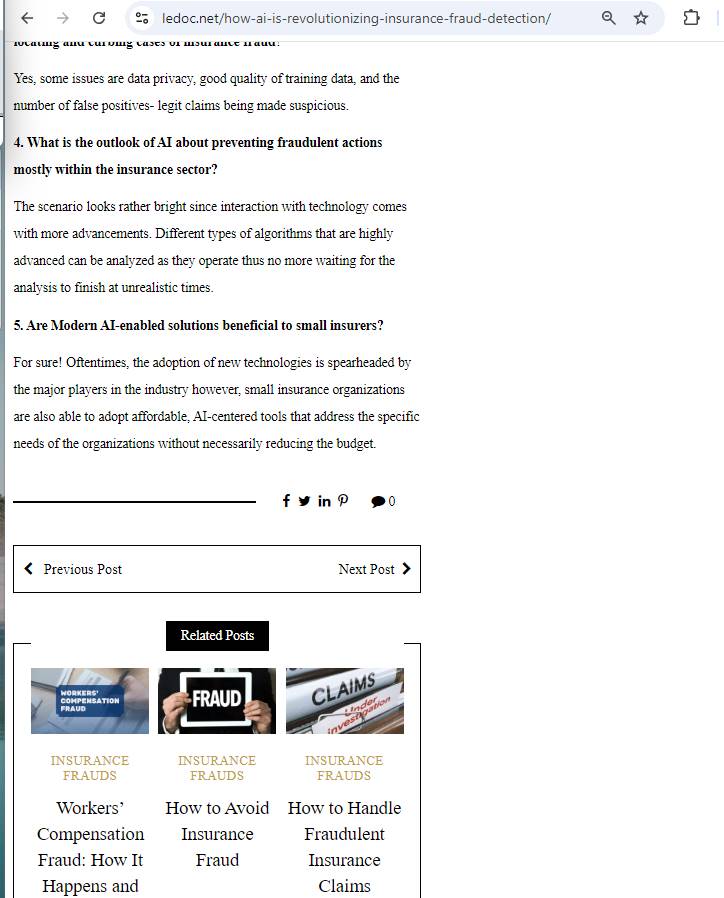 ledoc.net/how-ai-is-revolutionizing-insurance-fraud-detection/
locating and curbing cases of insurance fraud?
Yes, some issues are data privacy, good quality of training data, and the
number of false positives- legit claims being made suspicious.
4. What is the outlook of AI about preventing fraudulent actions
mostly within the insurance sector?
The scenario looks rather bright since interaction with technology comes
with more advancements. Different types of algorithms that are highly
advanced can be analyzed as they operate thus no more waiting for the
analysis to finish at unrealistic times.
5. Are Modern AI-enabled solutions beneficial to small insurers?
For sure! Oftentimes, the adoption of new technologies is spearheaded by
the major players in the industry however, small insurance organizations
are also able to adopt affordable, AI-centered tools that address the specific
needs of the organizations without necessarily reducing the budget.
0
Previous Post
Next Post
Related Posts
WORKERS'
COMPENSATION
FRAUD
FRAUD
CLAIMS
Under
investigation
INSURANCE
FRAUDS
INSURANCE
FRAUDS
INSURANCE
FRAUDS
Workers'
Compensation
Fraud: How It
Happens and
How to Avoid
Insurance
Fraud
How to Handle
Fraudulent
Insurance
Claims